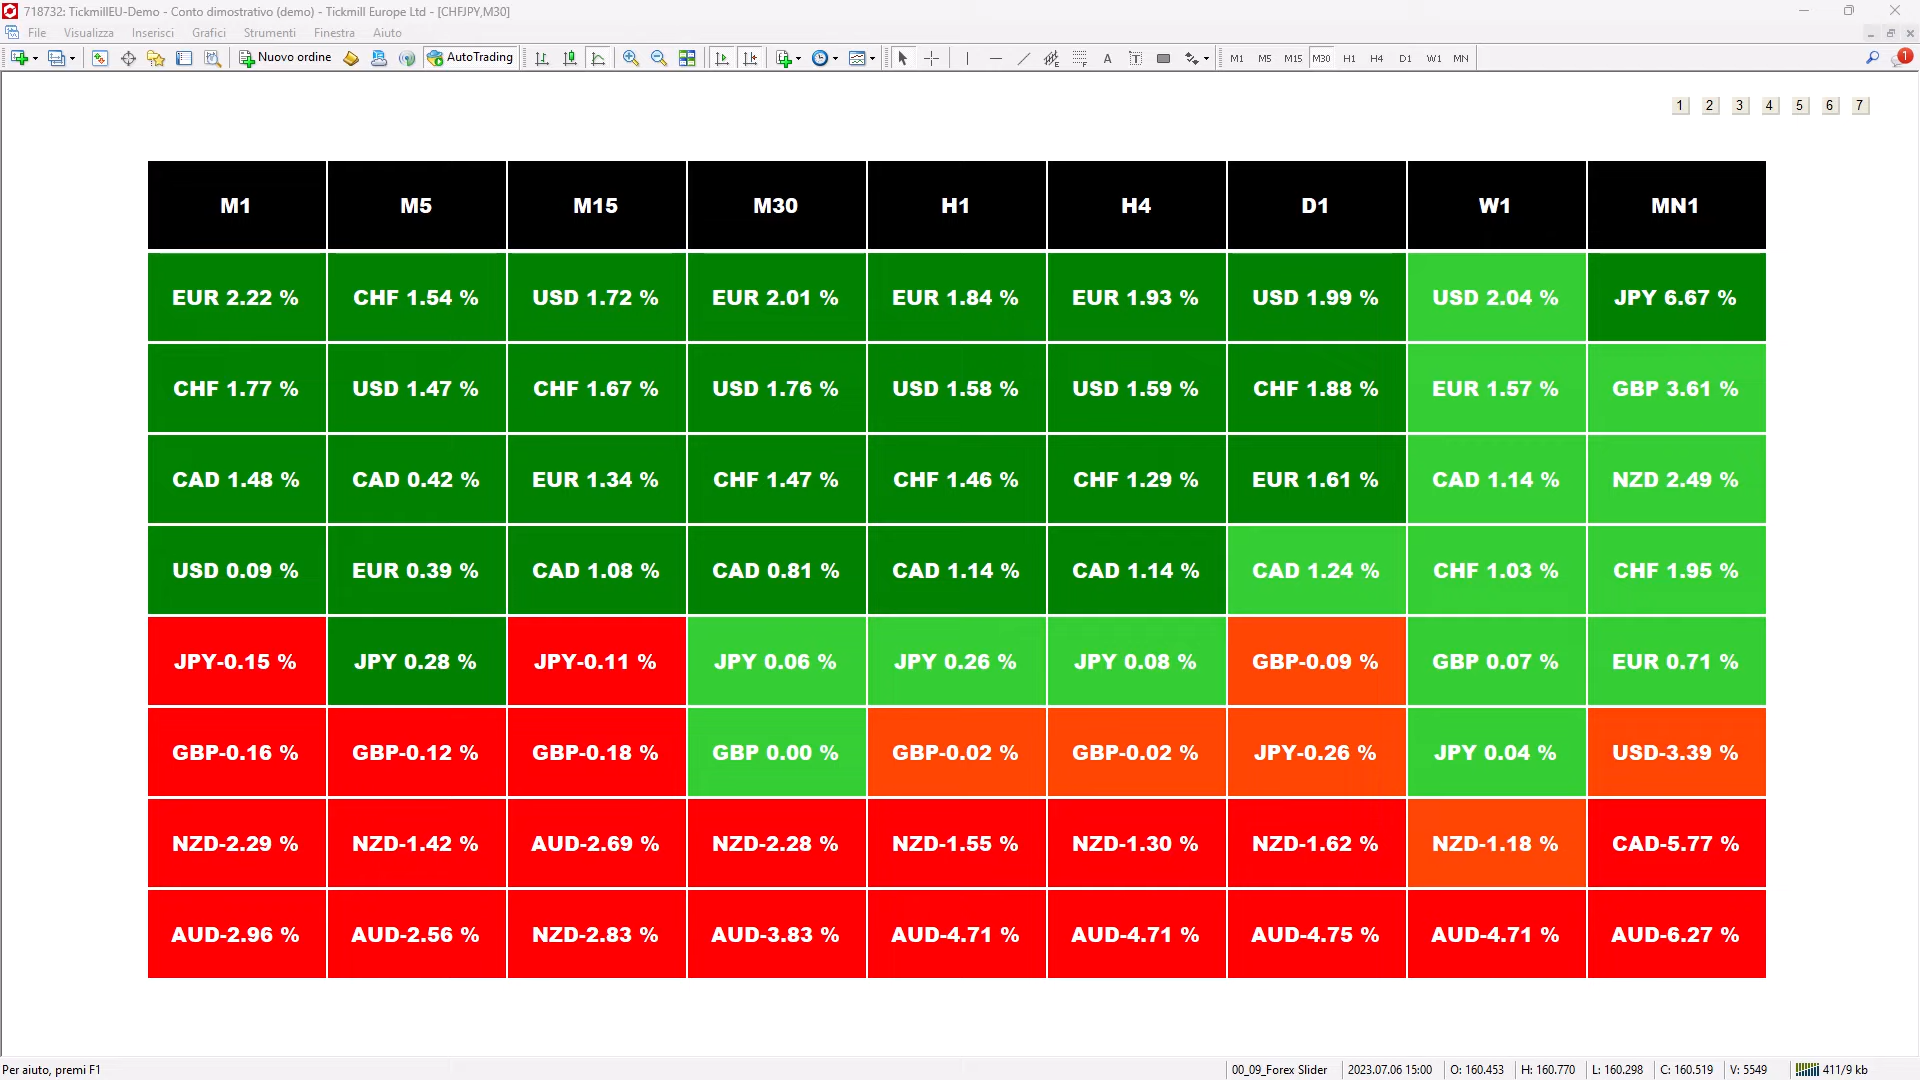 718732: TickmillEU-Demo - Conto dimostrativo (demo) - Tickmill Europe Ltd - [CHFJPY,M30]
File Visualizza Inserisci Grafici Strumenti Finestra Aiuto
Nuovo ordine AutoTrading A T M1 M5 M15 M30 H1 H4 D1 W1 MN 1
1 2 3 4 5 6 7
M1 M5 M15 M30 H1 H4 D1 W1 MN1
EUR 2.22 % CHF 1.54 % USD 1.72 % EUR 2.01 % EUR 1.84 % EUR 1.93 % USD 1.99 % USD 2.04 % JPY 6.67 %
CHF 1.77 % USD 1.47 % CHF 1.67 % USD 1.76 % USD 1.58 % USD 1.59 % CHF 1.88 % EUR 1.57 % GBP 3.61 %
CAD 1.48 % CAD 0.42 % EUR 1.34 % CHF 1.47 % CHF 1.46 % CHF 1.29 % EUR 1.61 % CAD 1.14 % NZD 2.49 %
USD 0.09 % EUR 0.39 % CAD 1.08 % CAD 0.81 % CAD 1.14 % CAD 1.14 % CAD 1.24 % CHF 1.03 % CHF 1.95 %
JPY-0.15 % JPY 0.28 % JPY-0.11 % JPY 0.06 % JPY 0.26 % JPY 0.08 % GBP-0.09 % GBP 0.07 % EUR 0.71 %
GBP-0.16 % GBP-0.12 % GBP-0.18 % GBP 0.00 % GBP-0.02 % GBP-0.02 % JPY-0.26 % JPY 0.04 % USD-3.39 %
NZD-2.29 % NZD-1.42 % AUD-2.69 % NZD-2.28 % NZD-1.55 % NZD-1.30 % NZD-1.62 % NZD-1.18 % CAD-5.77 %
AUD-2.96 % AUD-2.56 % NZD-2.83 % AUD-3.83 % AUD-4.71 % AUD-4.71 % AUD-4.75 % AUD-4.71 % AUD-6.27 %
Per aiuto, premi F1 00_09_Forex Slider 2023.07.06 15:00 O: 160.453 H: 160.770 L: 160.298 C: 160.519 V: 5549 411/9 kb